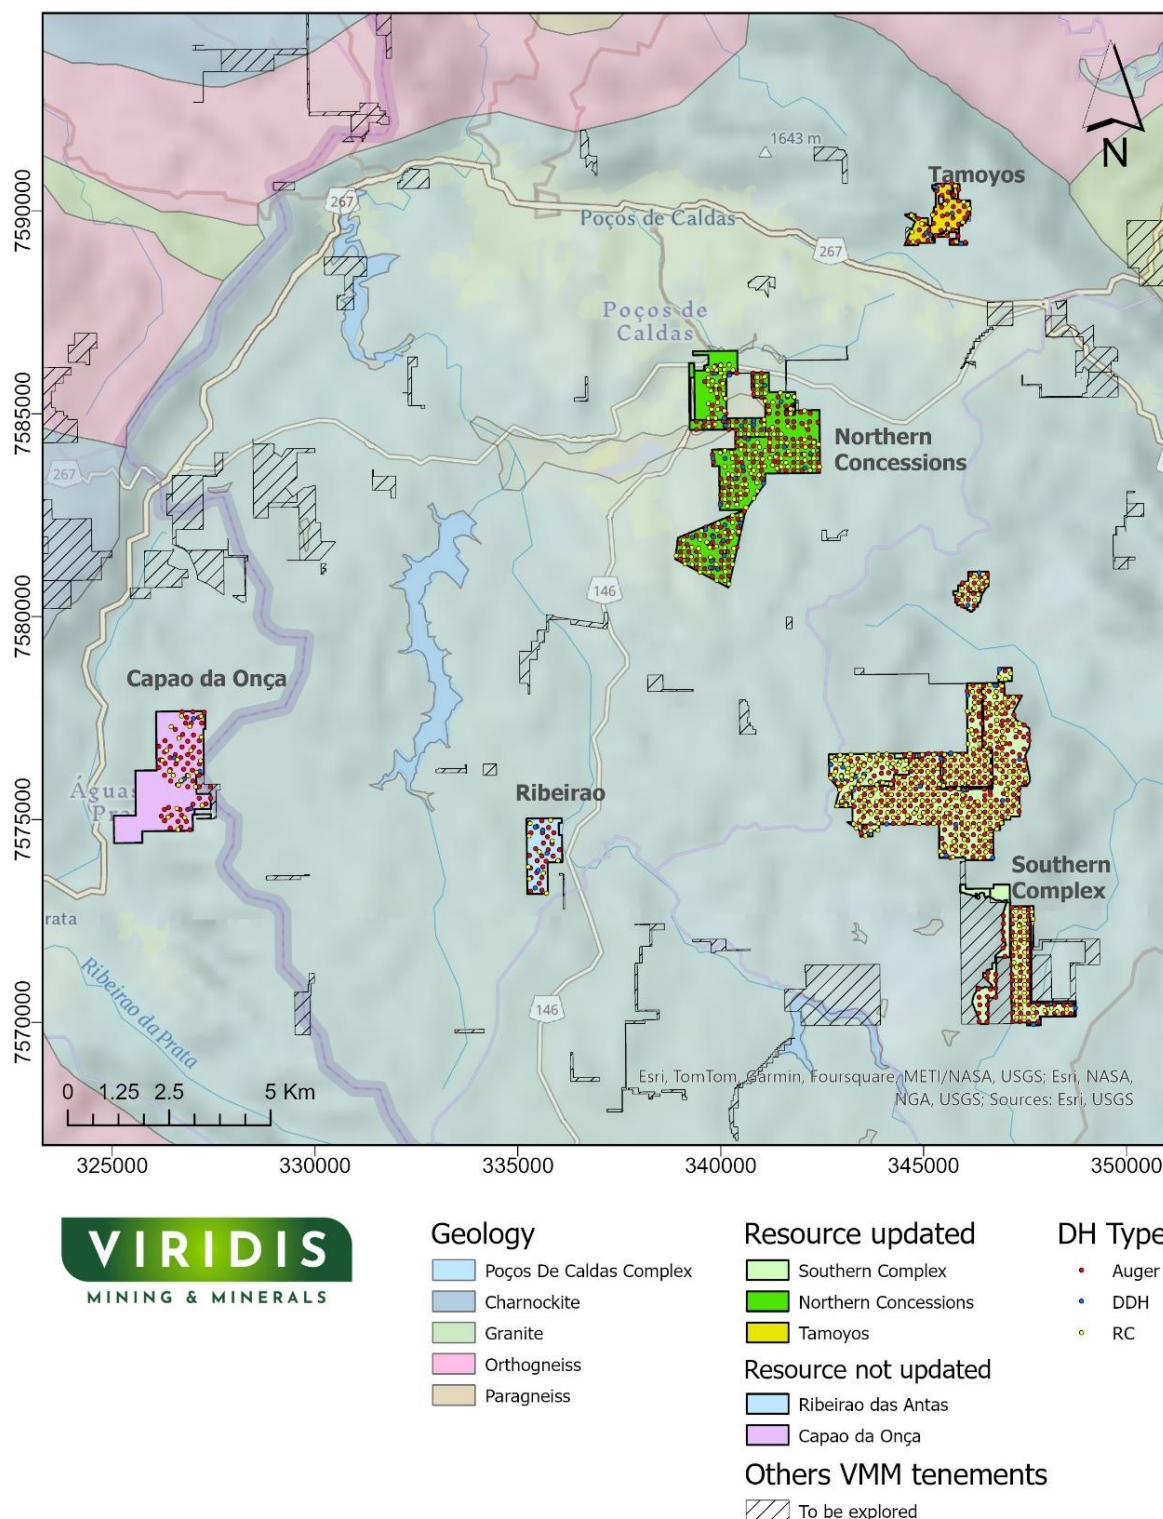 1643 m
N
Tamoyos
267
Poços de Caldas
267
Poços de
Caldas
Northern
Concessions
267
146
Capao da Onça
Águas
Pra
Ribeirao
Southern
Complex
rata
Ribeirao da Prata
146
Esri, TomTom, Garmin, Foursquare, METI/NASA, USGS; Esri, NASA,
NGA, USGS; Sources: Esri, USGS
0 1.25 2.5 5 Km
7590000
7585000
7580000
7575000
7570000
325000 330000 335000 340000 345000 350000
VIRIDIS
MINING & MINERALS
Geology
Poços De Caldas Complex
Charnockite
Granite
Orthogneiss
Paragneiss
Resource updated
Southern Complex
Northern Concessions
Tamoyos
Resource not updated
Ribeirao das Antas
Capao da Onça
Others VMM tenements
To be explored
DH Type
Auger
DDH
RC